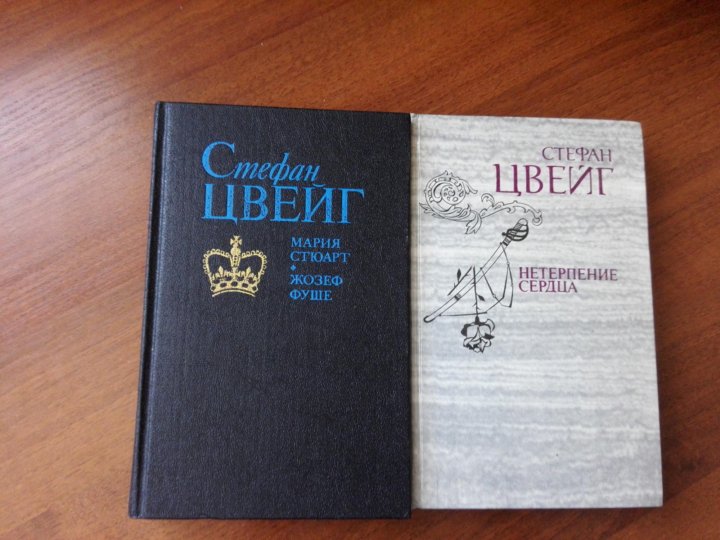 Стефан
ЦВЕЙГ
МАРИЯ
СТЮАРТ
ЖОЗЕФ
ФУШЕ
СТЕФАН
ЦВЕЙГ
НЕТЕРПЕНИЕ
СЕРДЦА